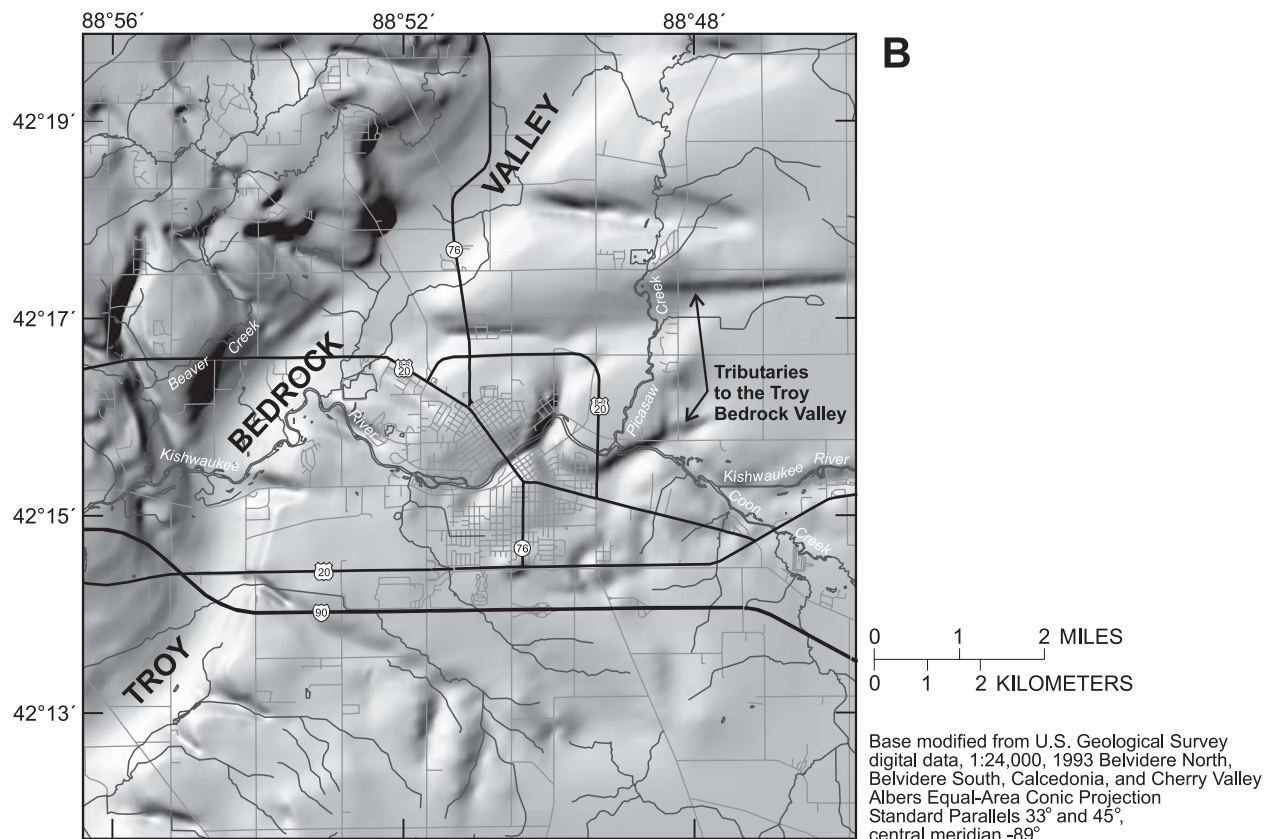 88°56´
88°52´
88°48´
B
42°19´
VALLEY
76
Creek
42°17´
BEDROCK
Beaver Creek
20
Tributaries
to the Troy
Bedrock Valley
20
Picasaw
River
Kishwaukee
Kishwaukee River
42°15´
Coon
Creek
76
20
90
TROY
42°13´
0 1 2 MILES
0 1 2 KILOMETERS
Base modified from U.S. Geological Survey
digital data, 1:24,000, 1993 Belvidere North,
Belvidere South, Calcedonia, and Cherry Valley
Albers Equal-Area Conic Projection
Standard Parallels 33° and 45°,
central meridian -89°